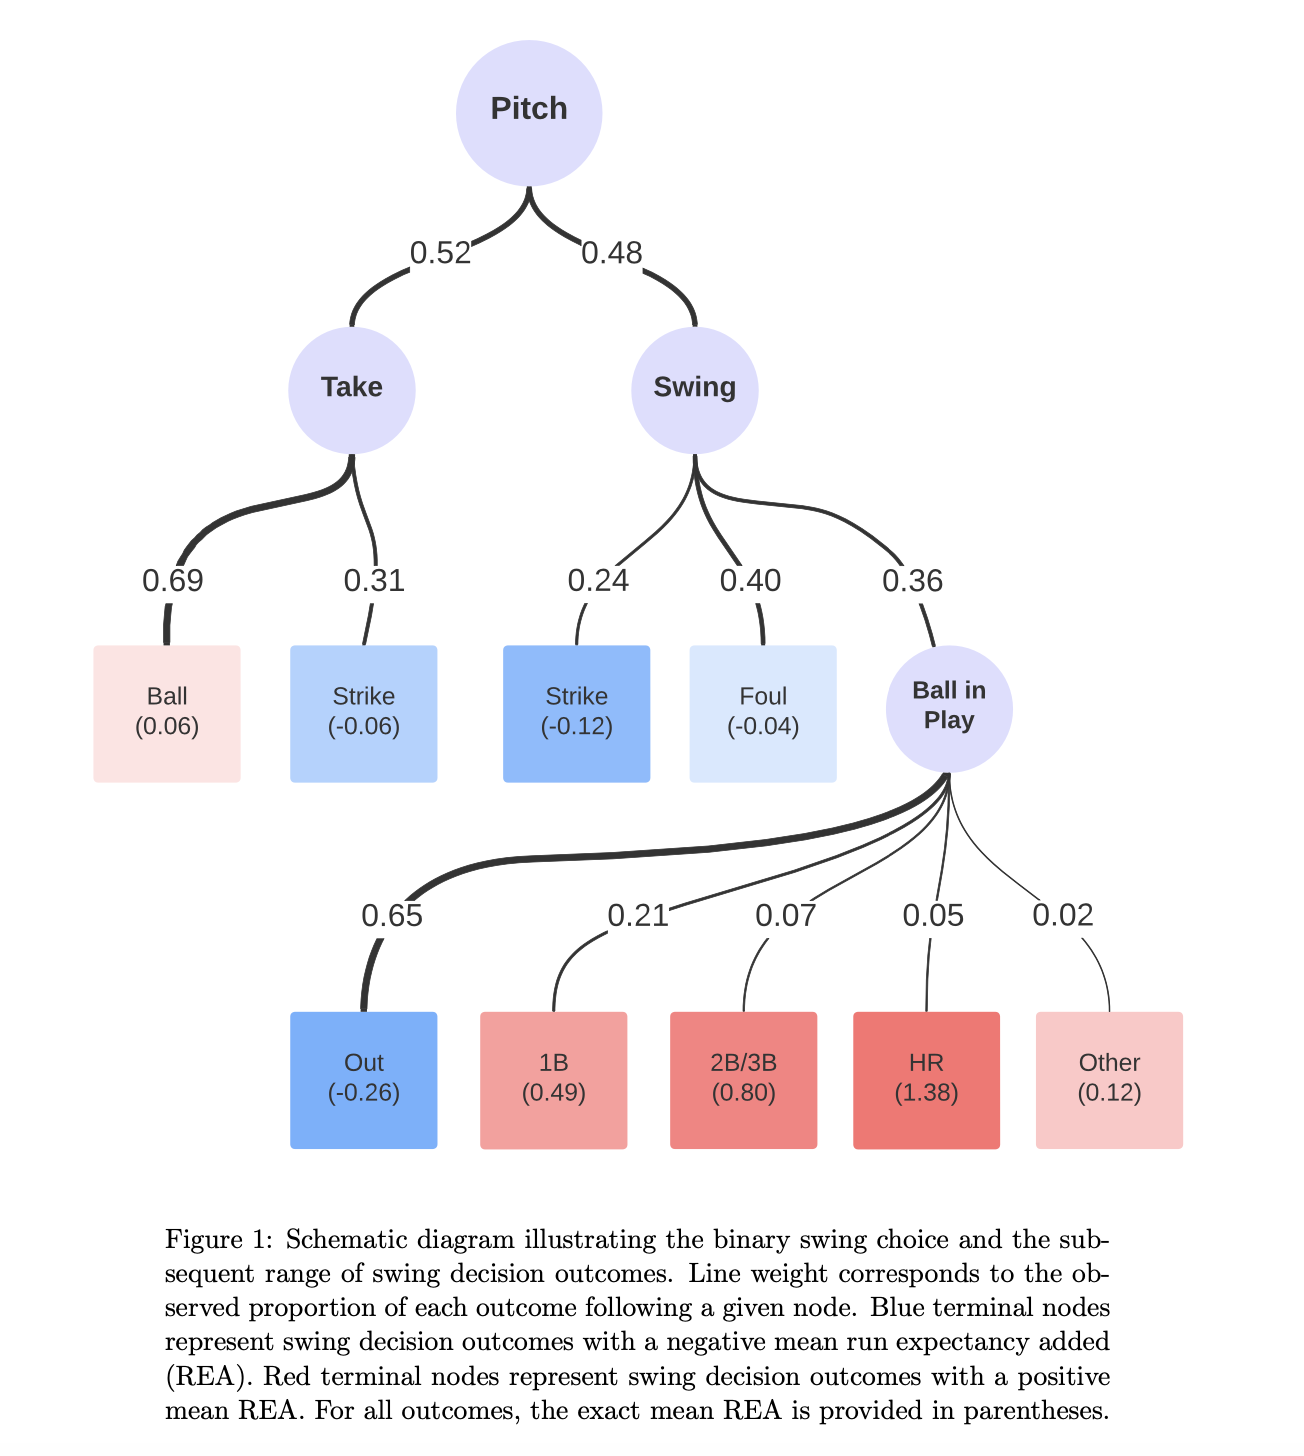 Pitch
0.52
0.48
Take
Swing
0.69
0.31
0.24
0.40
0.36
Ball
(0.06)
Strike
(-0.06)
Strike
(-0.12)
Foul
(-0.04)
Ball in
Play
0.65
0.21
0.07
0.05
0.02
Out
(-0.26)
1B
(0.49)
2B/3B
(0.80)
HR
(1.38)
Other
(0.12)
Figure 1: Schematic diagram illustrating the binary swing choice and the sub-
sequent range of swing decision outcomes. Line weight corresponds to the ob-
served proportion of each outcome following a given node. Blue terminal nodes
represent swing decision outcomes with a negative mean run expectancy added
(REA). Red terminal nodes represent swing decision outcomes with a positive
mean REA. For all outcomes, the exact mean REA is provided in parentheses.